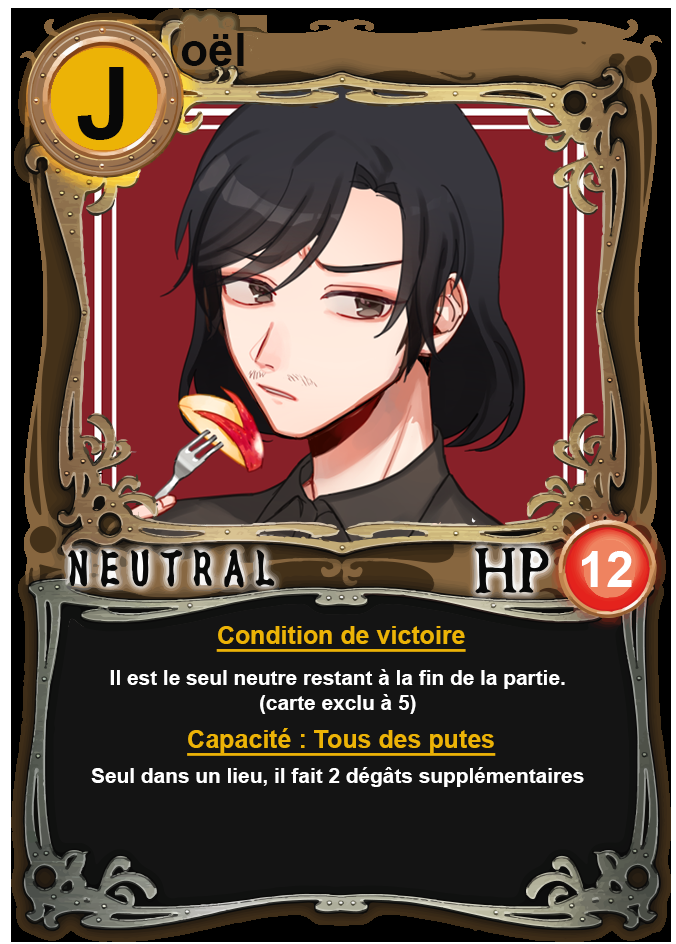 Joël
NEUTRAL HP 12
Condition de victoire
Il est le seul neutre restant à la fin de la partie.
(carte exclu à 5)
Capacité : Tous des putes
Seul dans un lieu, il fait 2 dégâts supplémentaires